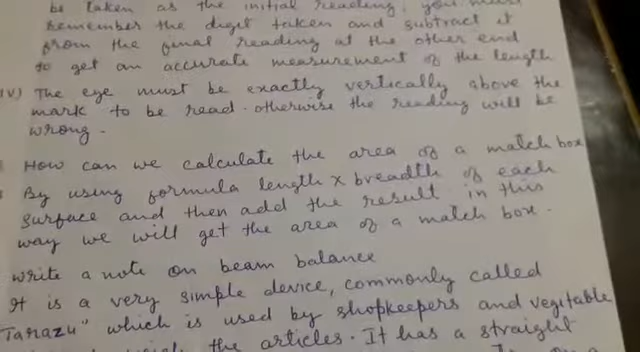 be taken as the initial reading, you must
remember the digit taken and subtract it
from the final reading at the other end
to get an accurate measurement of the length
IV) The eye must be exactly vertically above the
mark to be read. otherwise the reading will be
wrong.
How can we calculate the area of a match box
By using formula length x breadth of each
surface and then add the result in this
way we will get the area of a match box.
write a note on beam balance
It is a very simple device, commonly called
Tarazu" which is used by shopkeepers and vegitable
the articles. It has a straight